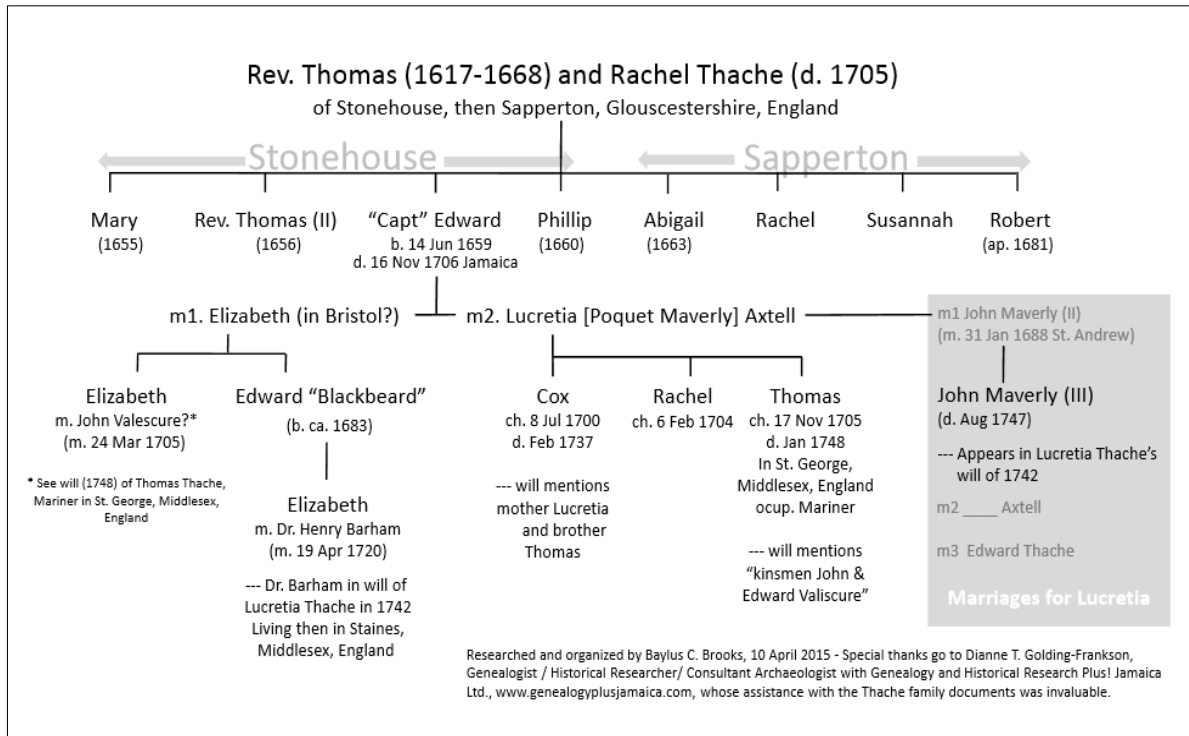 Rev. Thomas (1617-1668) and Rachel Thache (d. 1705)
of Stonehouse, then Sapperton, Glouscestershire, England
Stonehouse
Sapperton
Mary
(1655)
Rev. Thomas (II)
(1656)
“Capt” Edward
b. 14 Jun 1659
d. 16 Nov 1706 Jamaica
Phillip
(1660)
Abigail
(1663)
Rachel
Susannah
Robert
(ap. 1681)
m1. Elizabeth (in Bristol?)
m2. Lucretia [Poquet Maverly] Axtell
Elizabeth
m. John Valescure?*
(m. 24 Mar 1705)
* See will (1748) of Thomas Thache,
Mariner in St. George, Middlesex,
England
Edward “Blackbeard”
(b. ca. 1683)
Elizabeth
m. Dr. Henry Barham
(m. 19 Apr 1720)
--- Dr. Barham in will of
Lucretia Thache in 1742
Living then in Staines,
Middlesex, England
Cox
ch. 8 Jul 1700
d. Feb 1737
--- will mentions
mother Lucretia
and brother
Thomas
Rachel
ch. 6 Feb 1704
Thomas
ch. 17 Nov 1705
d. Jan 1748
In St. George,
Middlesex, England
ocup. Mariner
--- will mentions
“kinsmen John &
Edward Valiscure”
m1 John Maverly (II)
(m. 31 Jan 1688 St. Andrew)
John Maverly (III)
(d. Aug 1747)
--- Appears in Lucretia Thache’s
will of 1742
m2 ____ Axtell
m3 Edward Thache
Marriages for Lucretia
Researched and organized by Baylus C. Brooks, 10 April 2015 - Special thanks go to Dianne T. Golding-Frankson,
Genealogist / Historical Researcher/ Consultant Archaeologist with Genealogy and Historical Research Plus! Jamaica
Ltd., www.genealogyplusjamaica.com, whose assistance with the Thache family documents was invaluable.